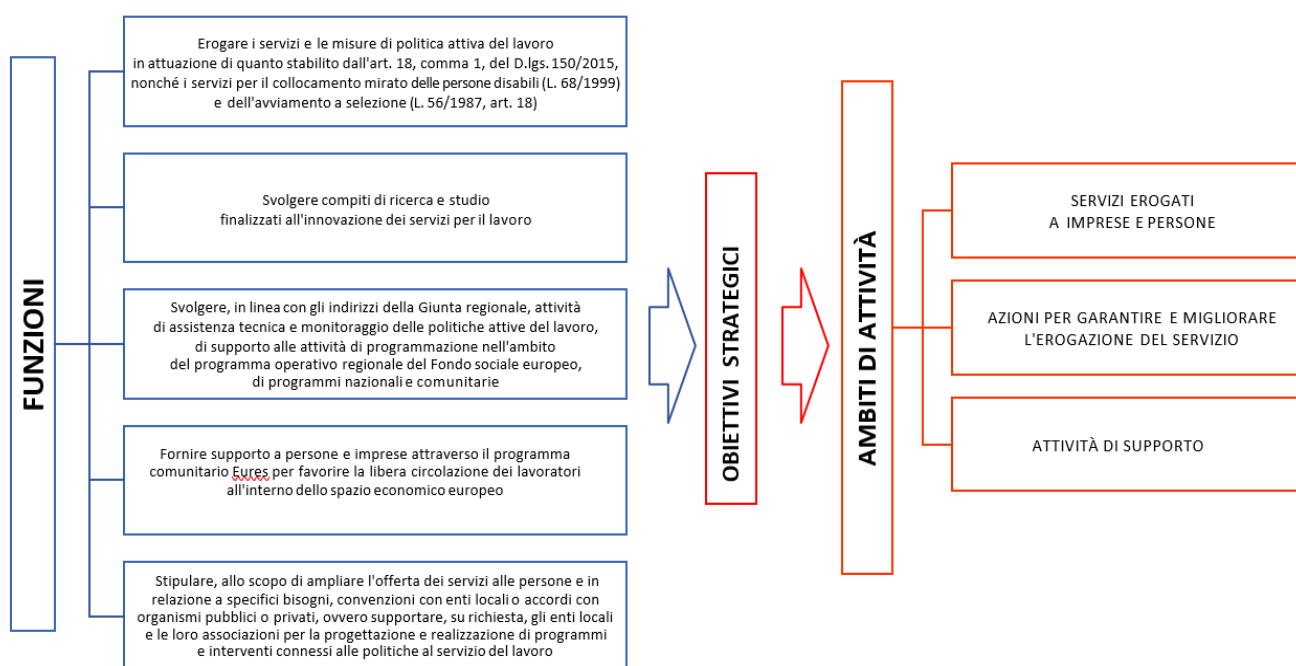 FUNZIONI
Erogare i servizi e le misure di politica attiva del lavoro
in attuazione di quanto stabilito dall'art. 18, comma 1, del D.lgs. 150/2015,
nonché i servizi per il collocamento mirato delle persone disabili (L. 68/1999)
e dell'avviamento a selezione (L. 56/1987, art. 18)
Svolgere compiti di ricerca e studio
finalizzati all'innovazione dei servizi per il lavoro
Svolgere, in linea con gli indirizzi della Giunta regionale, attività
di assistenza tecnica e monitoraggio delle politiche attive del lavoro,
di supporto alle attività di programmazione nell'ambito
del programma operativo regionale del Fondo sociale europeo,
di programmi nazionali e comunitarie
Fornire supporto a persone e imprese attraverso il programma
comunitario Eures per favorire la libera circolazione dei lavoratori
all'interno dello spazio economico europeo
Stipulare, allo scopo di ampliare l'offerta dei servizi alle persone e in
relazione a specifici bisogni, convenzioni con enti locali o accordi con
organismi pubblici o privati, ovvero supportare, su richiesta, gli enti locali
e le loro associazioni per la progettazione e realizzazione di programmi
e interventi connessi alle politiche al servizio del lavoro
OBIETTIVI STRATEGICI
AMBITI DI ATTIVITÀ
SERVIZI EROGATI
A IMPRESE E PERSONE
AZIONI PER GARANTIRE E MIGLIORARE
L'EROGAZIONE DEL SERVIZIO
ATTIVITÀ DI SUPPORTO